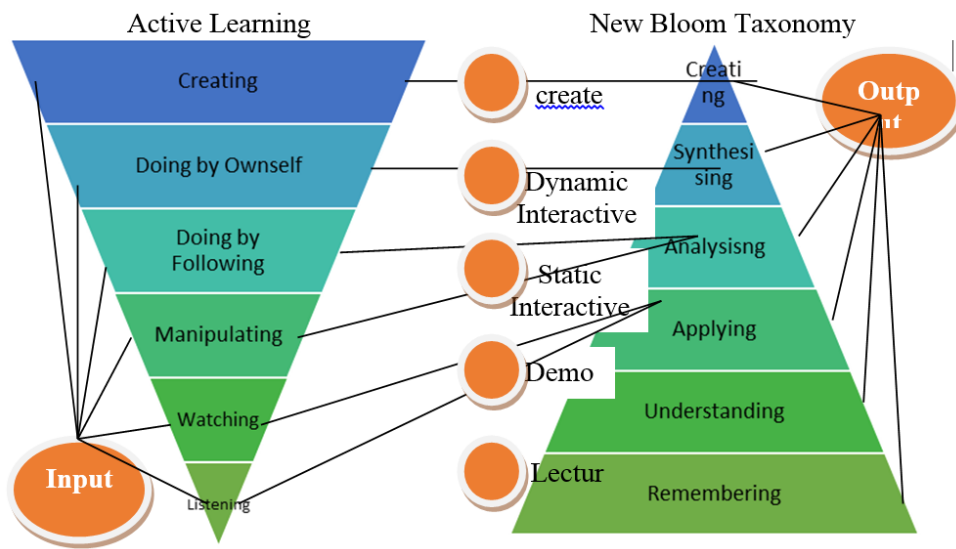 Active Learning
New Bloom Taxonomy
Creating
Doing by Ownself
Doing by
Following
Manipulating
Watching
Listening
Input
create
Dynamic
Interactive
Static
Interactive
Demo
Lectur
Creati
ng
Synthesi
sing
Analysisng
Applying
Understanding
Remembering
Outp
ut